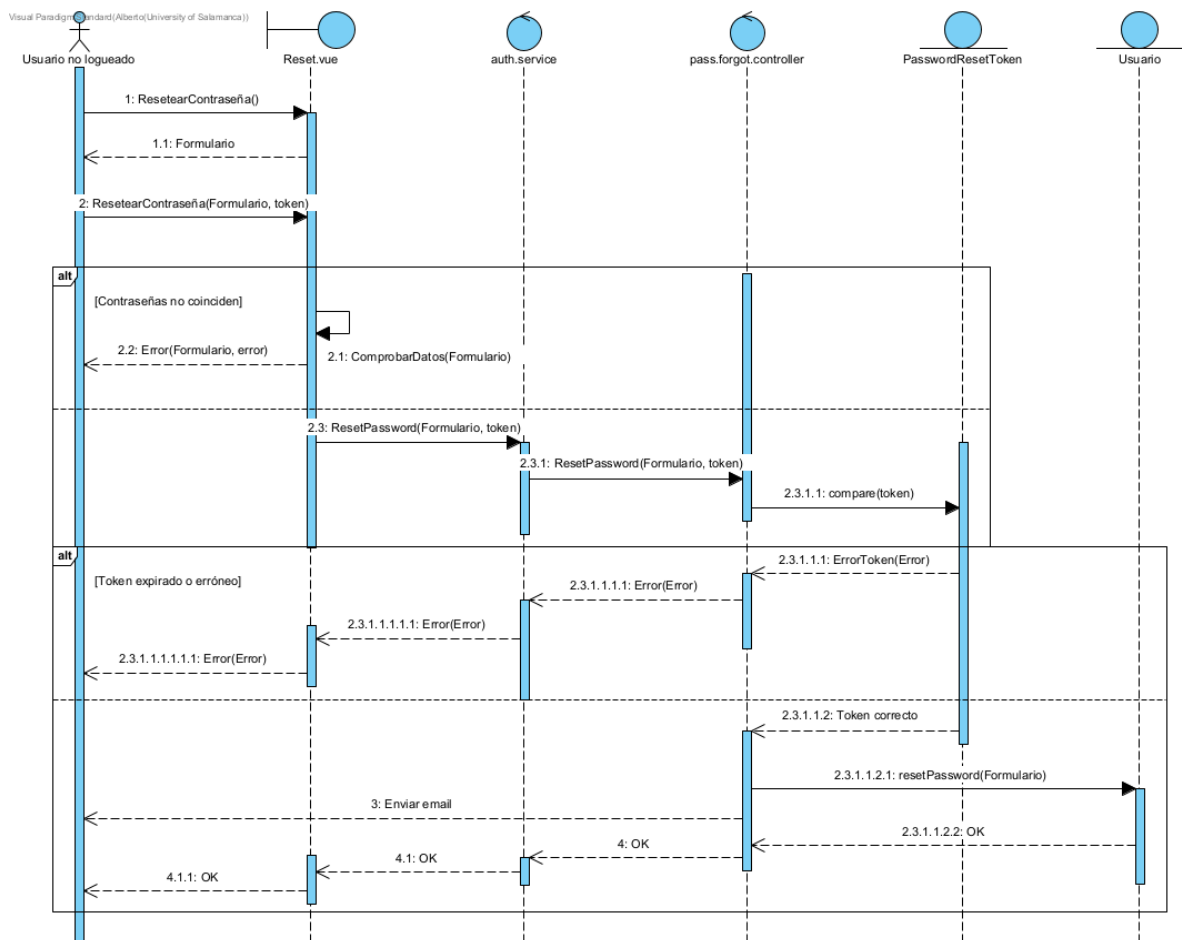 Visual Paradigm Standard(Alberto(University of Salamanca))
Usuario no logueado
Reset.vue
auth.service
pass.forgot.controller
PasswordResetToken
Usuario
1: ResetearContraseña()
1.1: Formulario
2: ResetearContraseña(Formulario, token)
alt
[Contraseñas no coinciden]
2.2: Error(Formulario, error)
2.1: ComprobarDatos(Formulario)
2.3: ResetPassword(Formulario, token)
2.3.1: ResetPassword(Formulario, token)
2.3.1.1: compare(token)
alt
[Token expirado o erróneo]
2.3.1.1.1: ErrorToken(Error)
2.3.1.1.1.1: Error(Error)
2.3.1.1.1.1.1: Error(Error)
2.3.1.1.1.1.1.1: Error(Error)
2.3.1.1.2: Token correcto
2.3.1.1.2.1: resetPassword(Formulario)
3: Enviar email
2.3.1.1.2.2: OK
4: OK
4.1: OK
4.1.1: OK